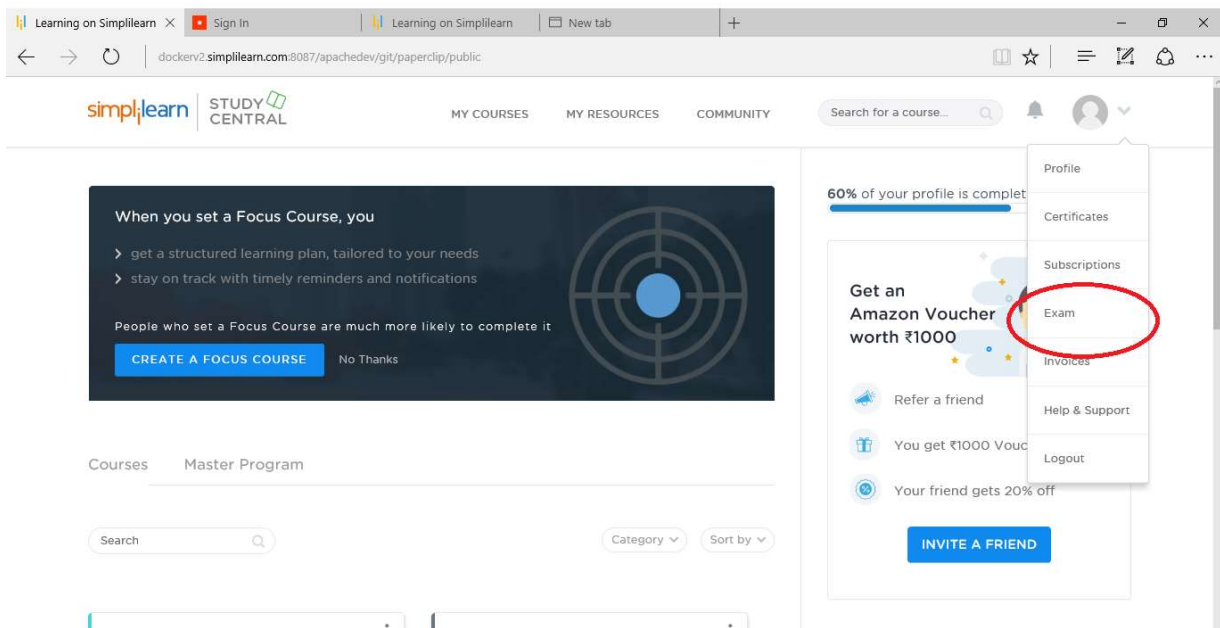 Learning on Simplilearn
Sign In
Learning on Simplilearn
New tab
dockerv2.simplilearn.com:8087/apachedev/git/paperclip/public
simplilearn
STUDY
CENTRAL
MY COURSES
MY RESOURCES
COMMUNITY
Search for a course...
Profile
Certificates
Subscriptions
Exam
Invoices
Help & Support
Logout
When you set a Focus Course, you
get a structured learning plan, tailored to your needs
stay on track with timely reminders and notifications
People who set a Focus Course are much more likely to complete it
CREATE A FOCUS COURSE
No Thanks
60% of your profile is complet
Get an
Amazon Voucher
worth ₹1000
Refer a friend
You get ₹1000 Vouc
Your friend gets 20% off
INVITE A FRIEND
Courses
Master Program
Search
Category
Sort by